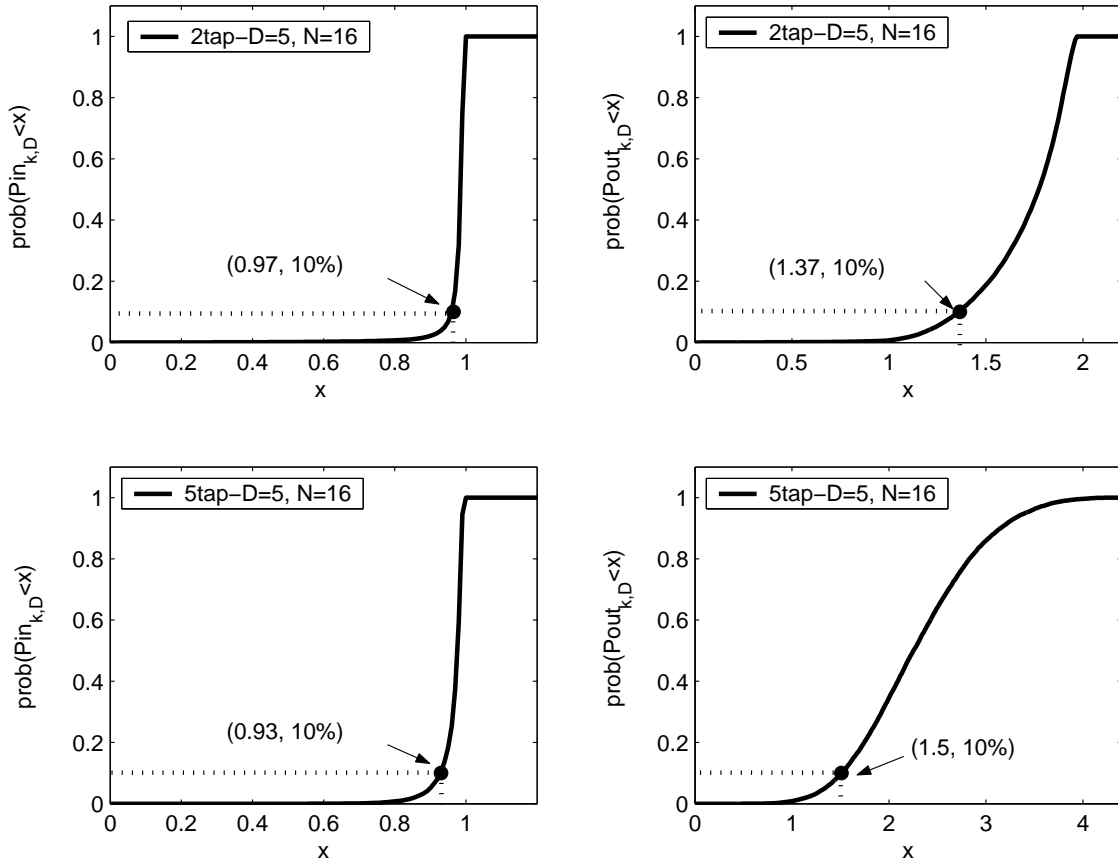 2tap−D=5, N=16
prob(Pin_{k,D}<x)
1
0.8
0.6
0.4
0.2
0
(0.97, 10%)
0 0.2 0.4 0.6 0.8 1
x
2tap−D=5, N=16
prob(Pout_{k,D}<x)
1
0.8
0.6
0.4
0.2
0
(1.37, 10%)
0 0.5 1 1.5 2
x
5tap−D=5, N=16
prob(Pin_{k,D}<x)
1
0.8
0.6
0.4
0.2
0
(0.93, 10%)
0 0.2 0.4 0.6 0.8 1
x
5tap−D=5, N=16
prob(Pout_{k,D}<x)
1
0.8
0.6
0.4
0.2
0
(1.5, 10%)
0 1 2 3 4
x